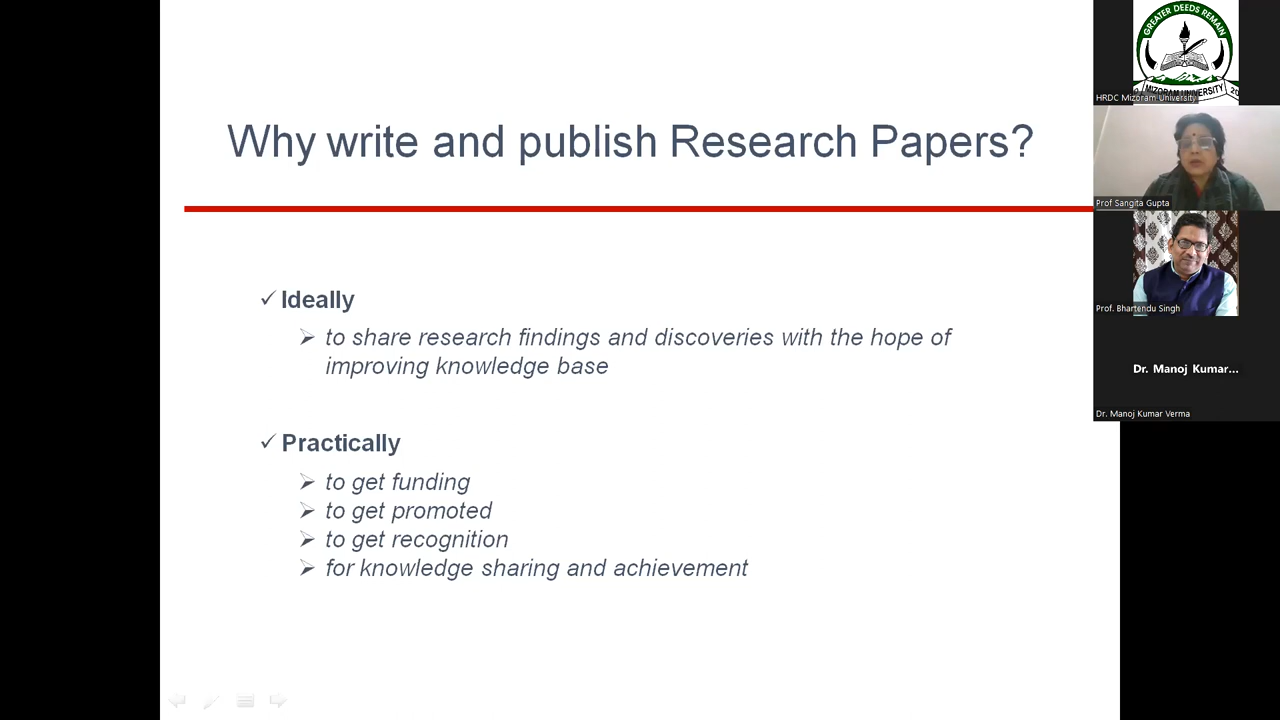 Why write and publish Research Papers?
Ideally
to share research findings and discoveries with the hope of
improving knowledge base
Practically
to get funding
to get promoted
to get recognition
for knowledge sharing and achievement
GREATER DEEDS REMAIN
MIZORAM UNIVERSITY
HRDC Mizoram University
Prof Sangita Gupta
Prof. Bhartendu Singh
Dr. Manoj Kumar...
Dr. Manoj Kumar Verma